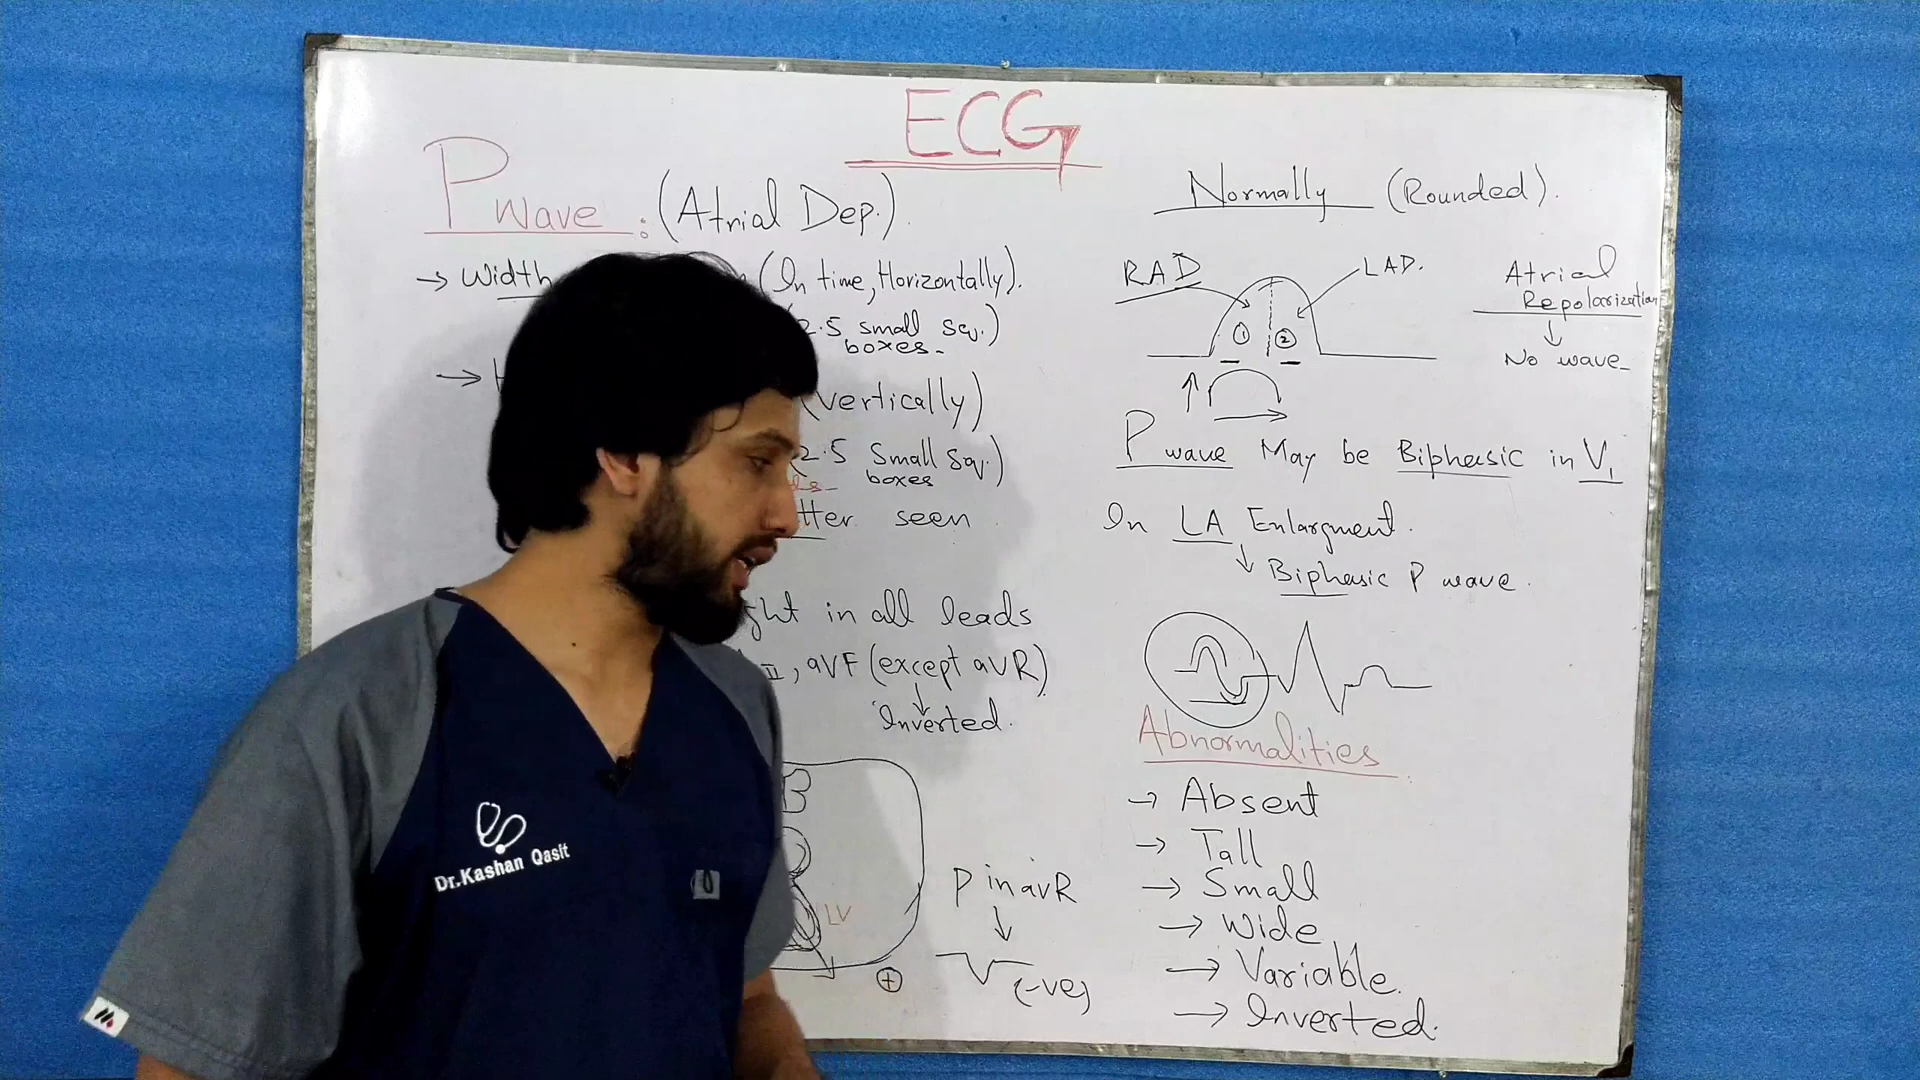 ECG
P wave : (Atrial Dep.).
→ Width (In time, Horizontally).
2.5 small sq.)
boxes.
→ H
(Vertically)
(2.5 Small sq.)
boxes
tter seen
ght in all leads
II, aVF (except avR)
↓
Inverted.
LV
+
P in avR
↓
(-ve)
Normally (Rounded).
RAD
LAD.
① ②
Atrial
Repolarization
↓
No wave
P wave May be Biphasic in V1
In LA Enlargment.
↓ Biphasic P wave.
Abnormalities
→ Absent
→ Tall
→ Small
→ Wide
→ Variable.
→ Inverted.
Dr.Kashan Qasit